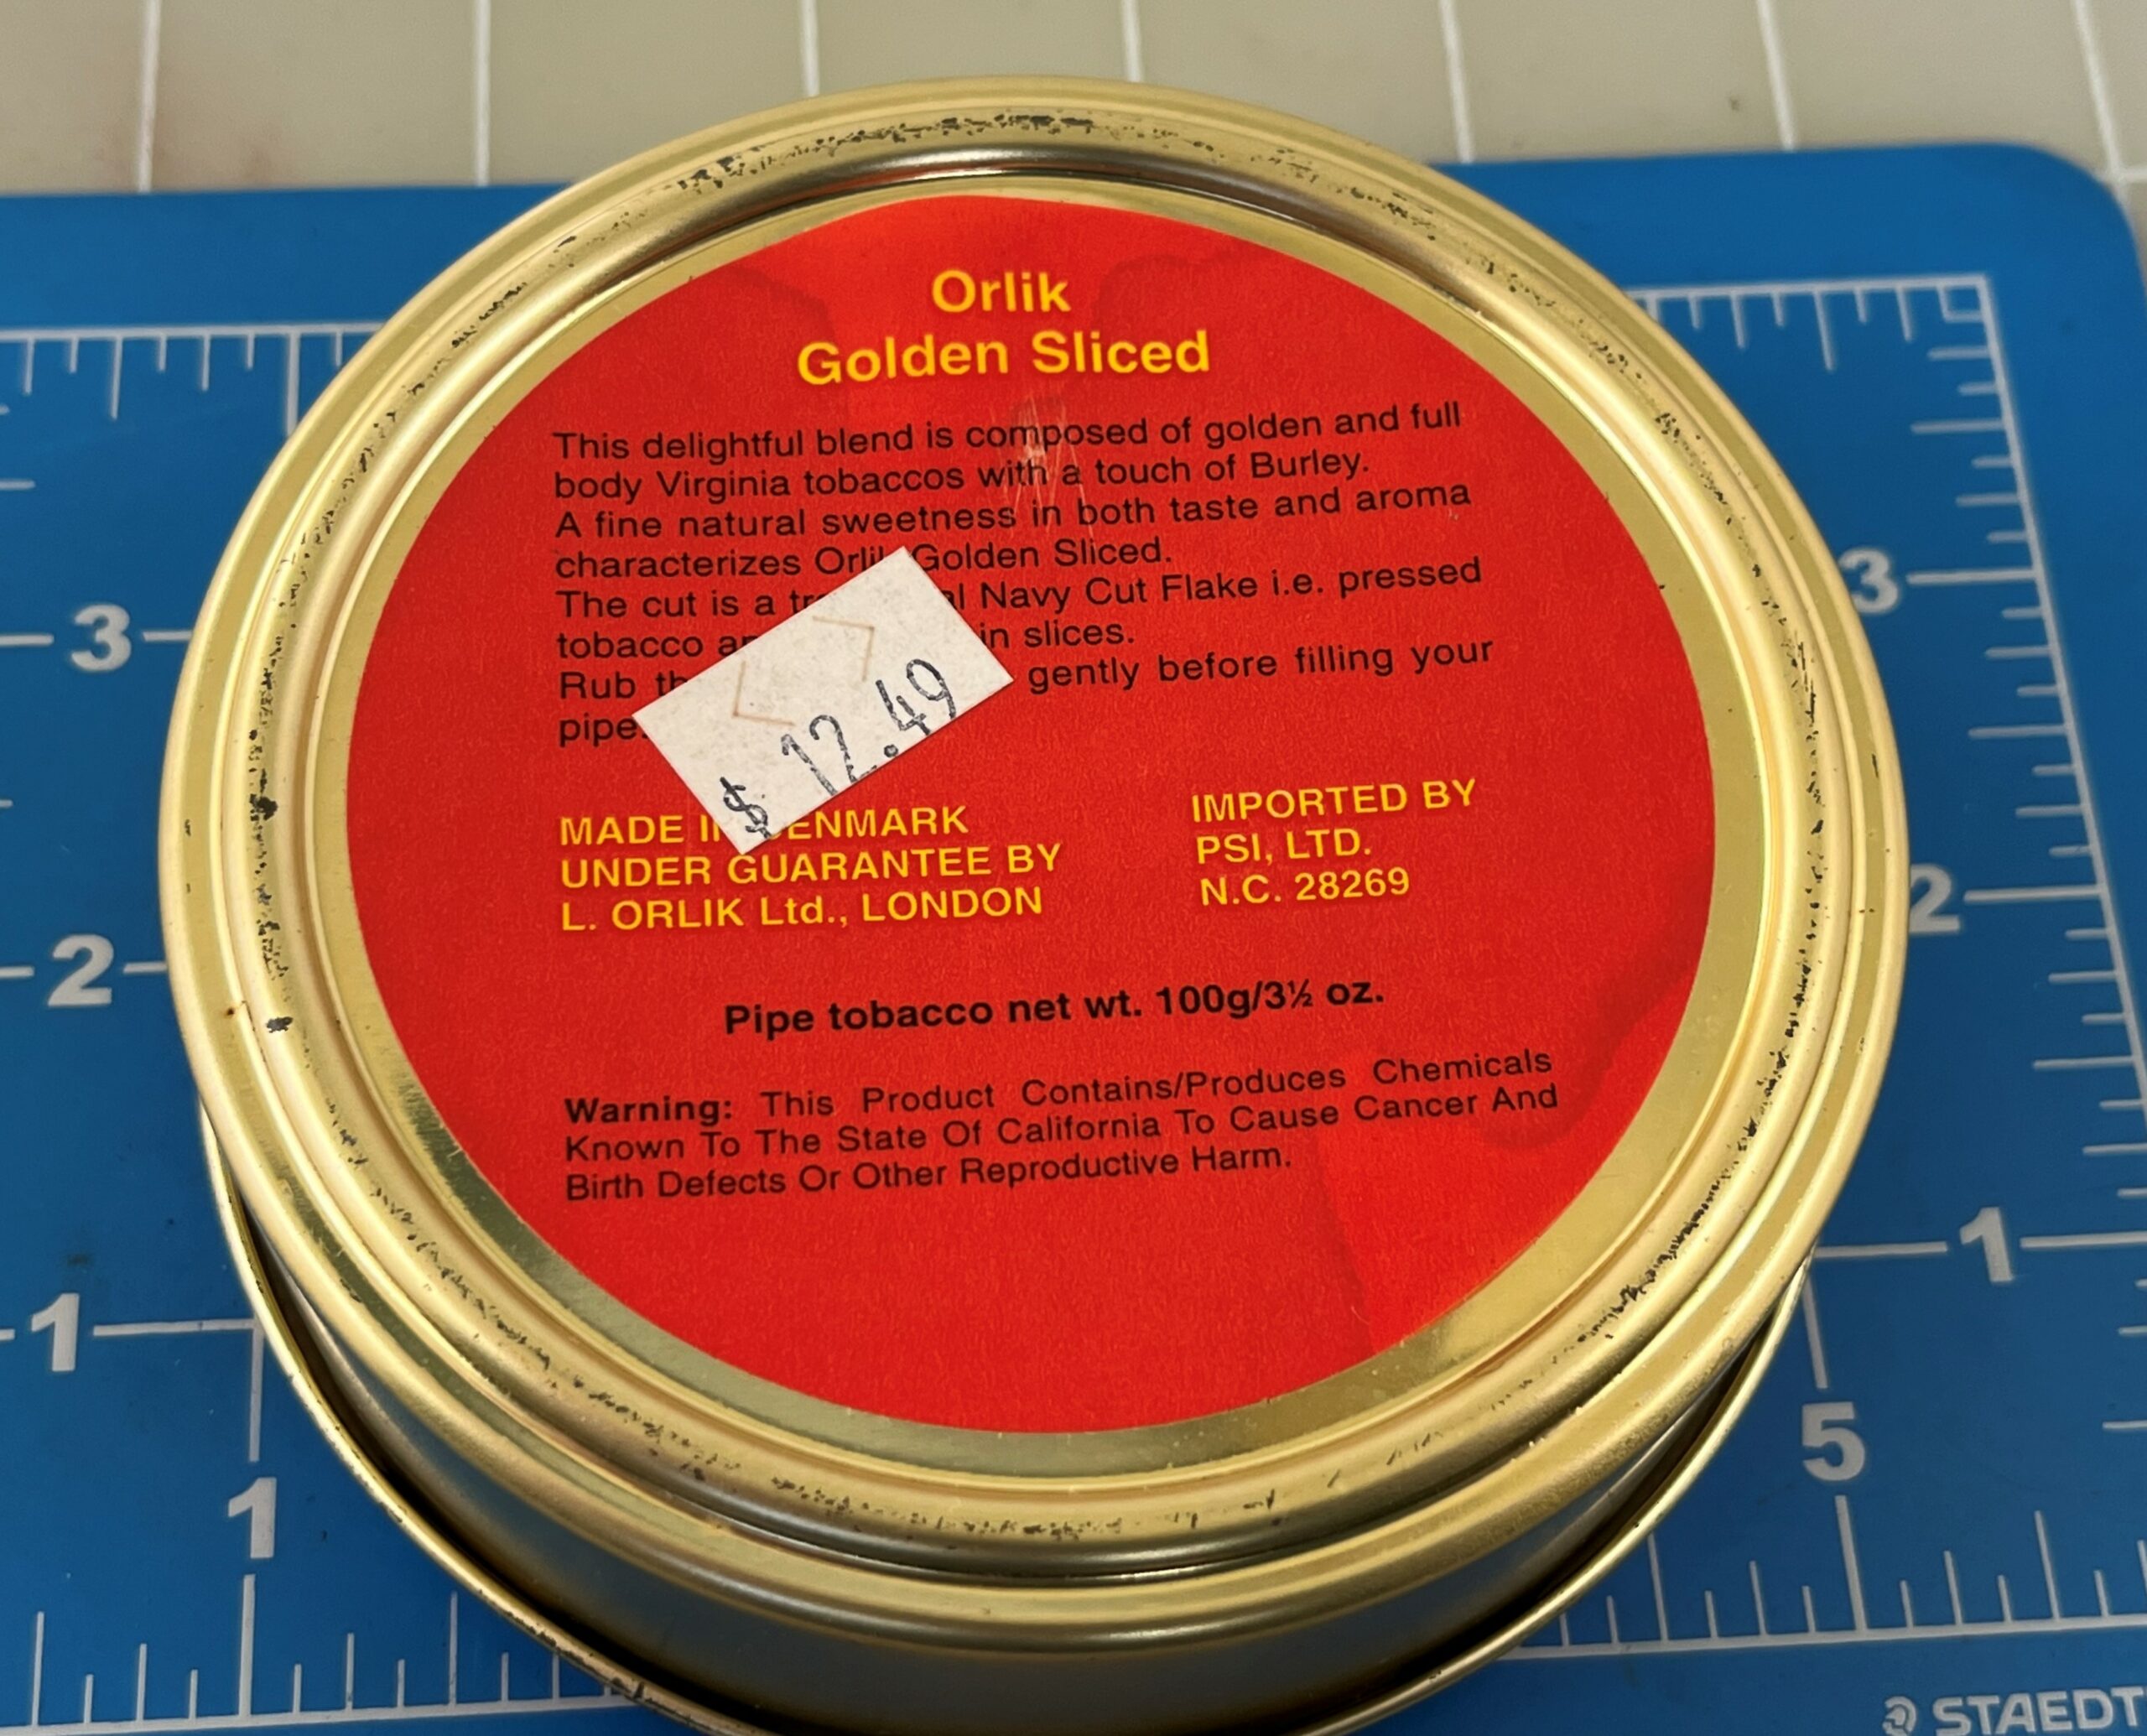 Orlik
Golden Sliced
This delightful blend is composed of golden and full
body Virginia tobaccos with a touch of Burley.
A fine natural sweetness in both taste and aroma
characterizes Orlik Golden Sliced.
The cut is a Navy Cut Flake i.e. pressed
tobacco in slices.
Rub gently before filling your
pipe.
$ 12.49
MADE IN DENMARK
UNDER GUARANTEE BY
L. ORLIK Ltd., LONDON
IMPORTED BY
PSI, LTD.
N.C. 28269
Pipe tobacco net wt. 100g/3½ oz.
Warning: This Product Contains/Produces Chemicals
Known To The State Of California To Cause Cancer And
Birth Defects Or Other Reproductive Harm.
3
2
1
1
3
2
1
5
STAEDT